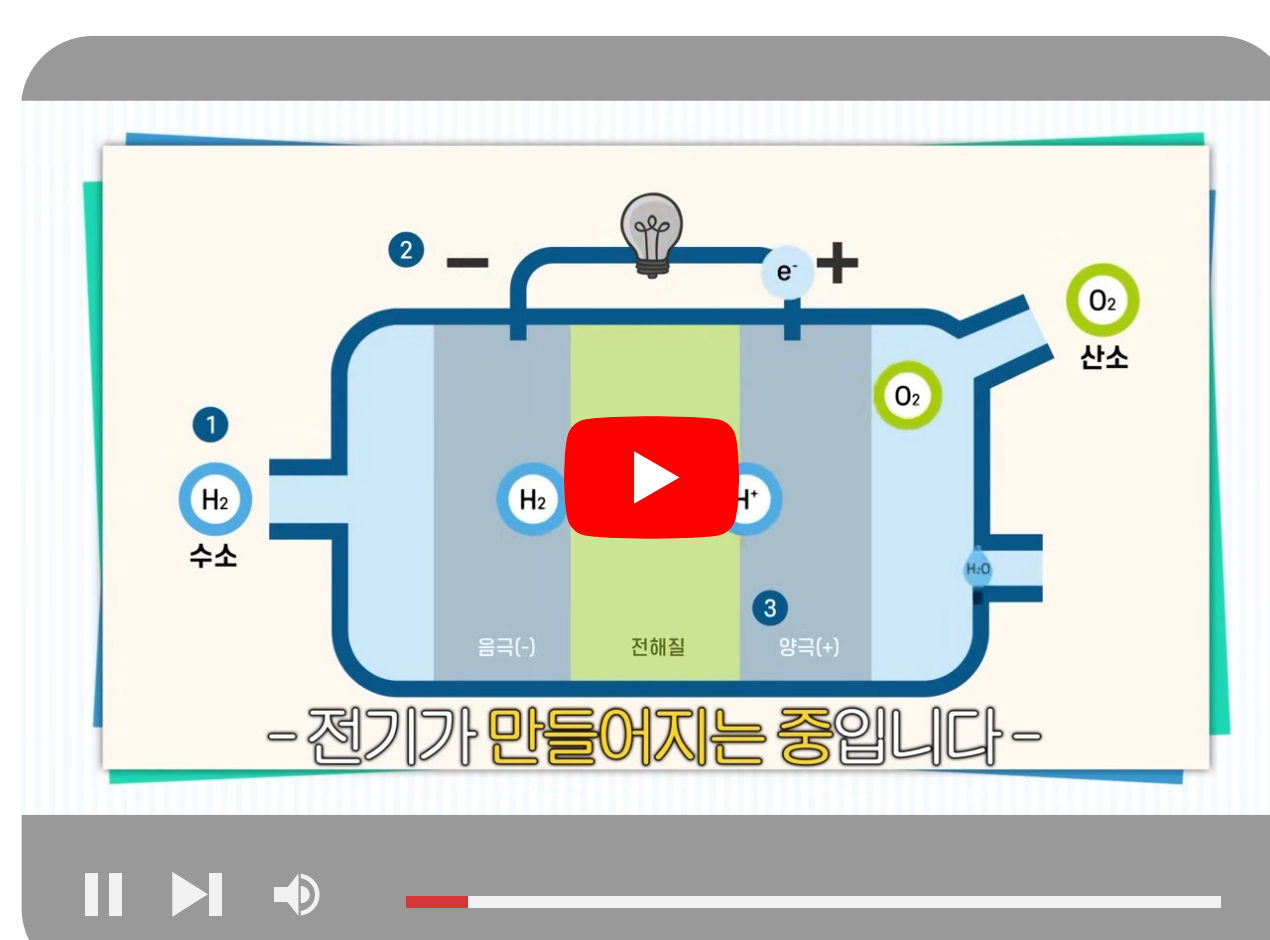 2
e⁻
O₂
산소
O₂
1
H₂
수소
H₂
H⁺
H₂O
3
음극(-)
전해질
양극(+)
- 전기가 만들어지는 중입니다 -